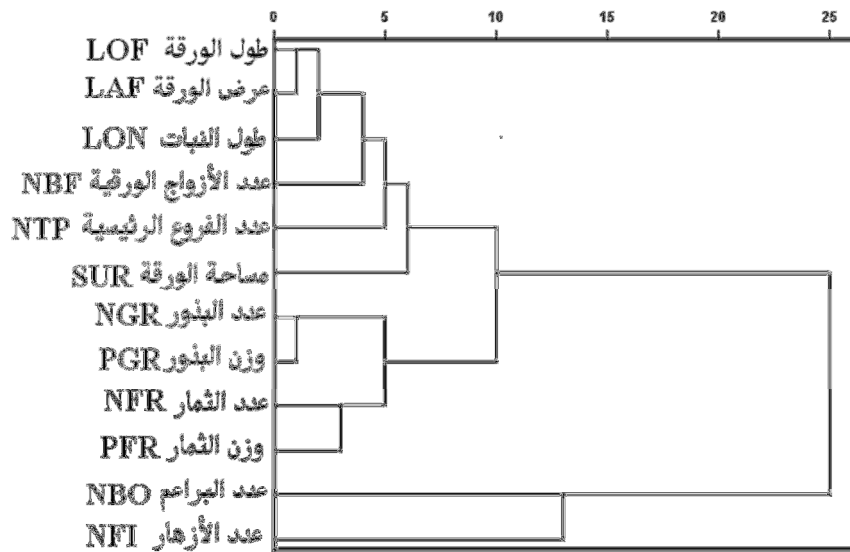 0 5 10 15 20 25
طول الورقة LOF
عرض الورقة LAF
طول النبات LON
عدد الأزواج الورقية NBF
عدد الفروع الرئيسية NTP
مساحة الورقة SUR
عدد البذور NGR
وزن البذور PGR
عدد الثمار NFR
وزن الثمار PFR
عدد البراعم NBO
عدد الأزهار NFI